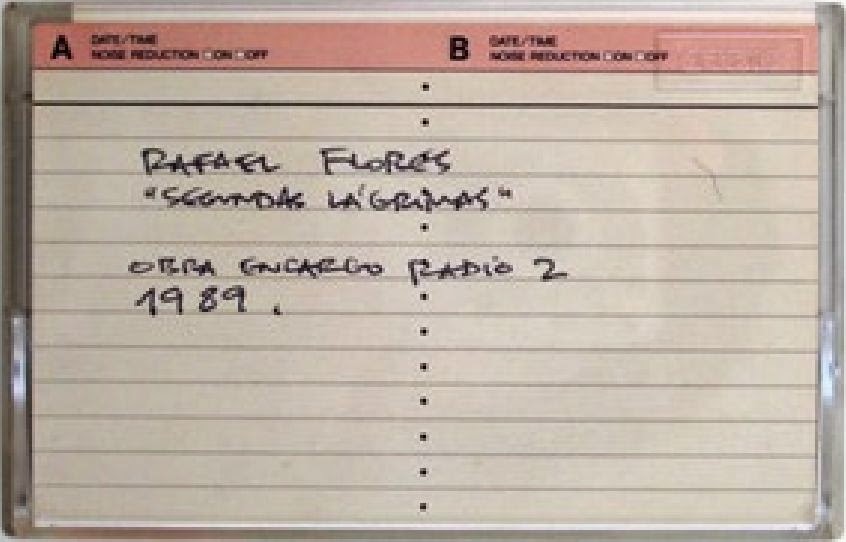 A DATE/TIME B DATE/TIME
NOISE REDUCTION □ON □OFF NOISE REDUCTION □ON □OFF
RAFAEL FLORES
"SEGUNDAS LÁGRIMAS"
OBRA ENCARGO RADIO 2
1989.